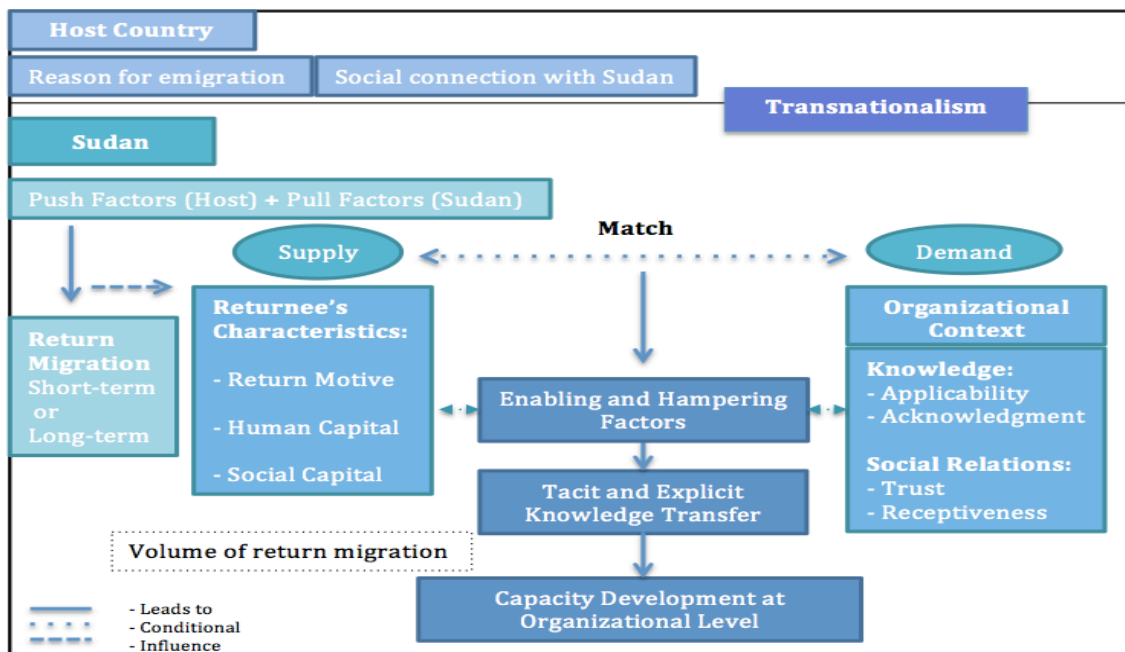 Host Country
Reason for emigration
Social connection with Sudan
Transnationalism
Sudan
Push Factors (Host) + Pull Factors (Sudan)
Match
Supply
Demand
Return
Migration
Short-term
or
Long-term
Returnee's
Characteristics:
- Return Motive
- Human Capital
- Social Capital
Enabling and Hampering
Factors
Tacit and Explicit
Knowledge Transfer
Capacity Development at
Organizational Level
Organizational
Context
Knowledge:
- Applicability
- Acknowledgment
Social Relations:
- Trust
- Receptiveness
Volume of return migration
- Leads to
- Conditional
- Influence